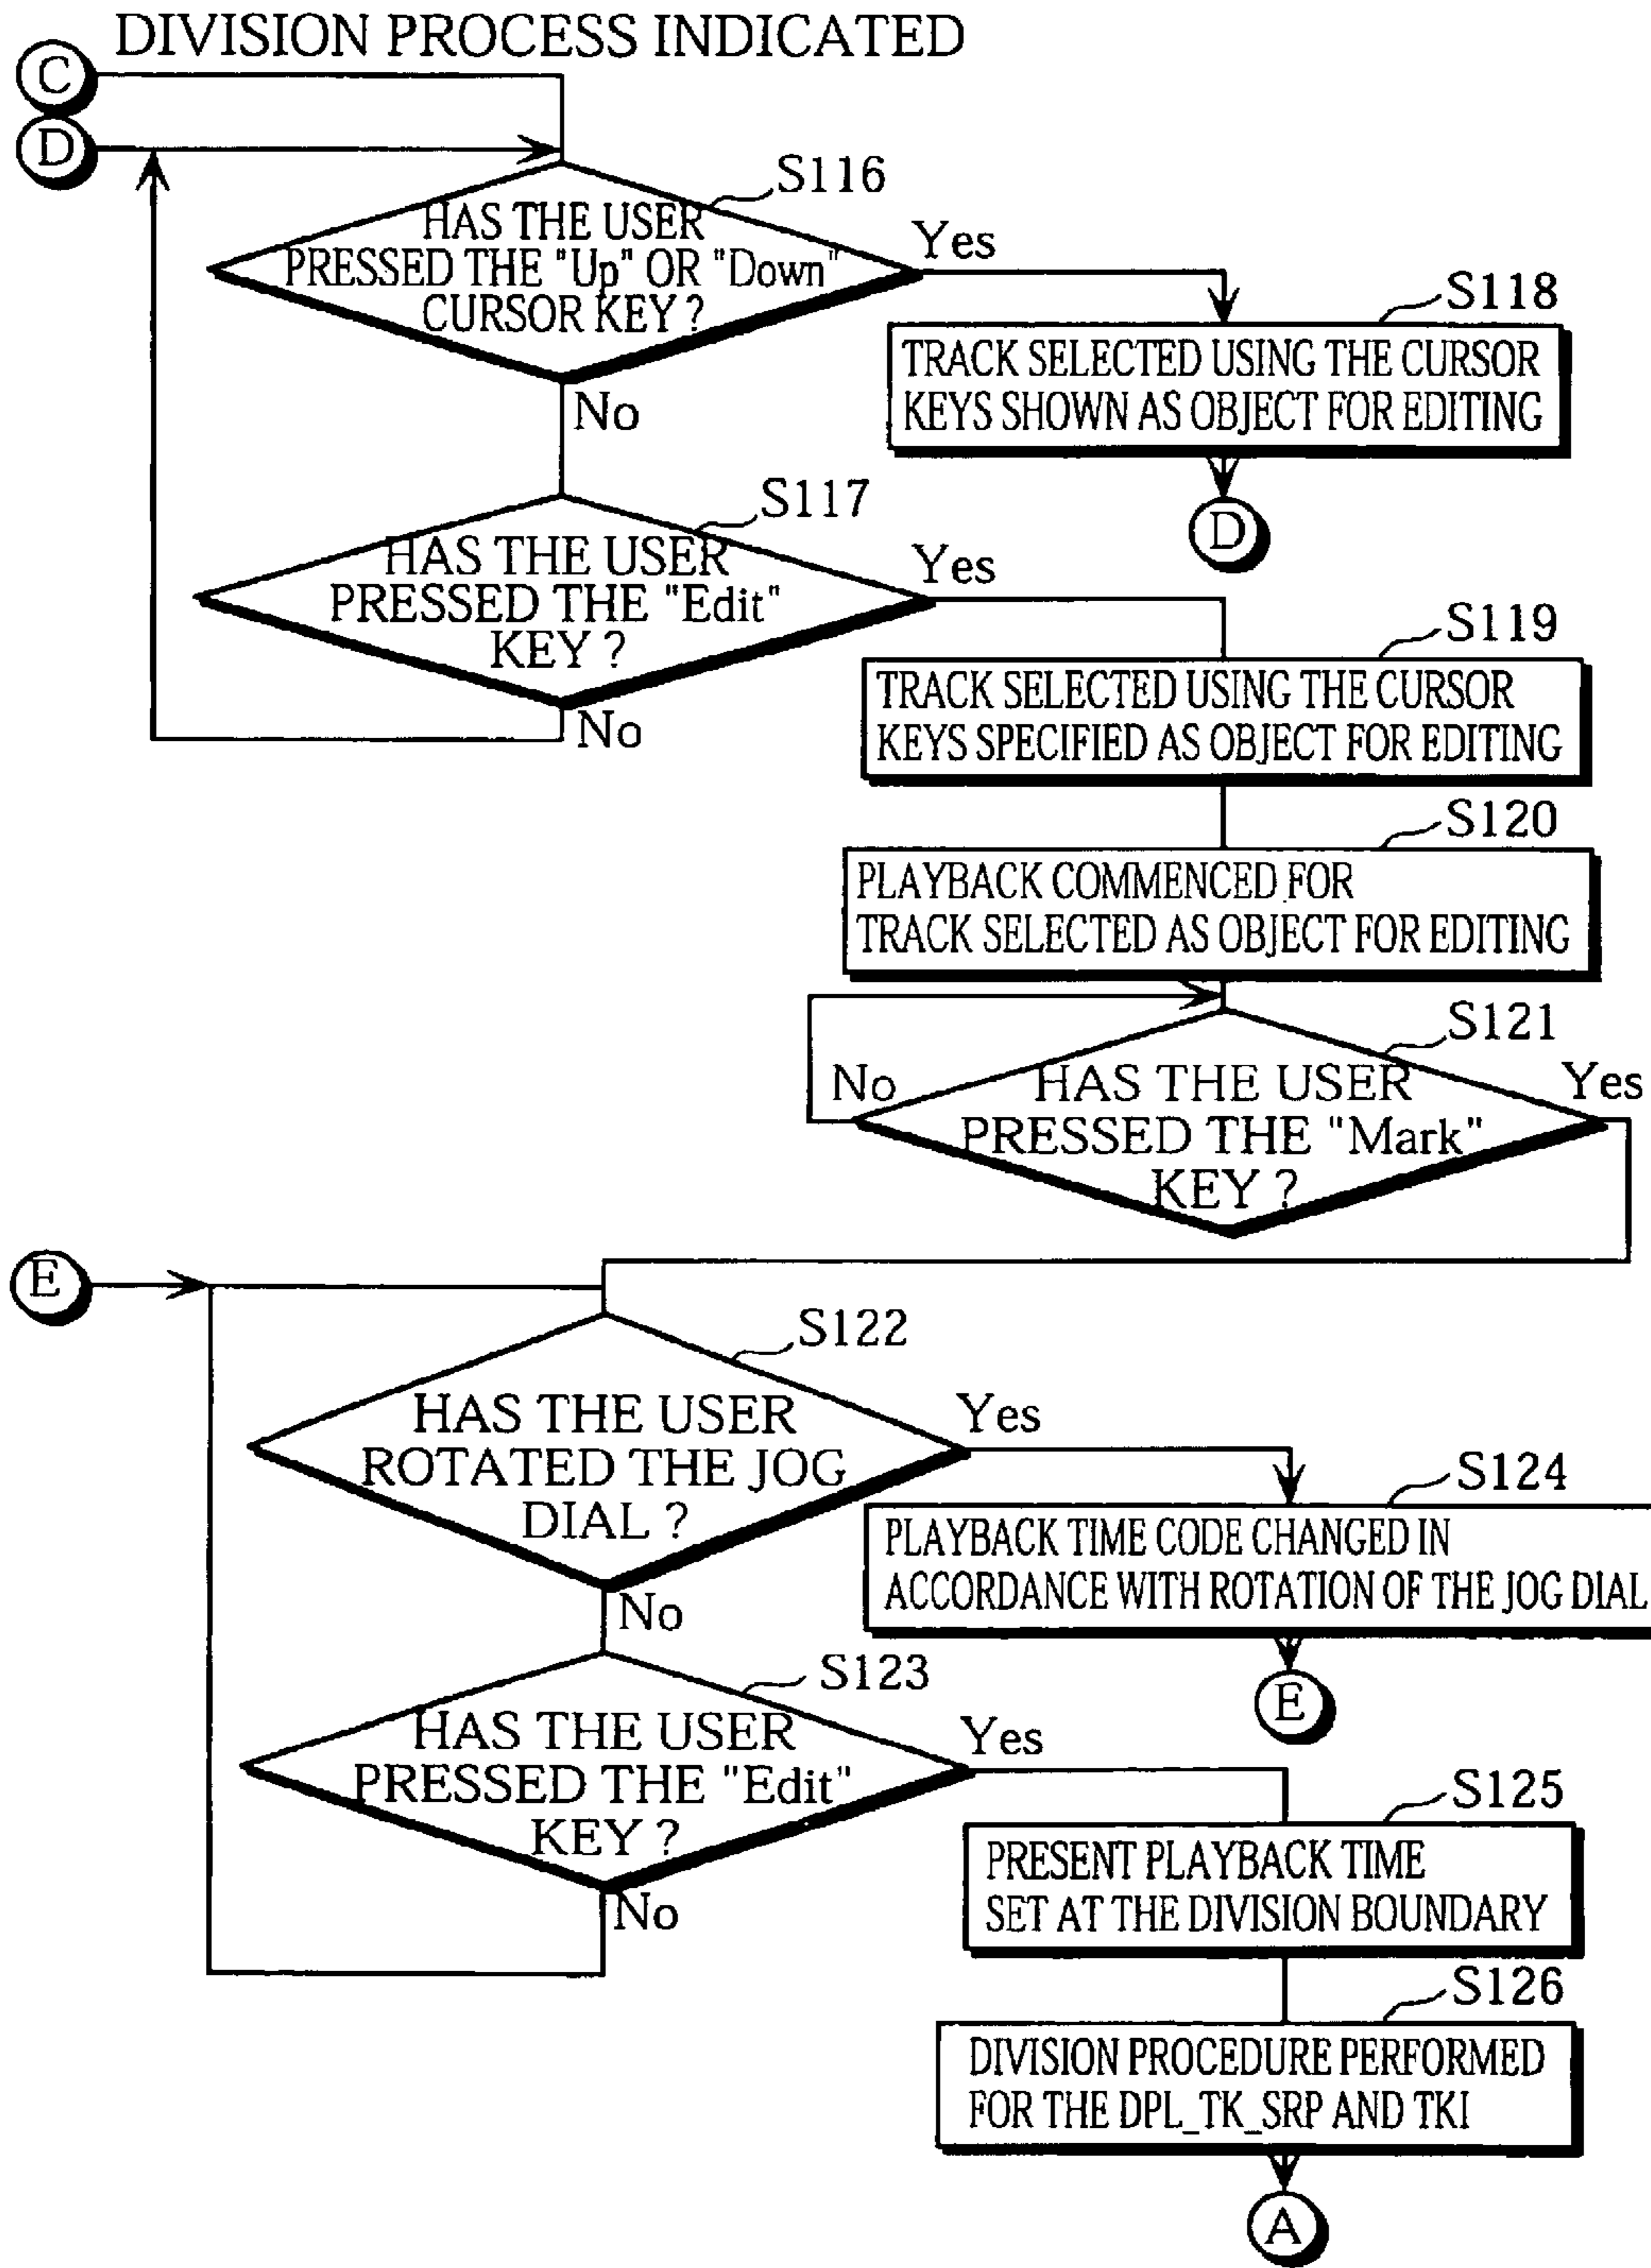 DIVISION PROCESS INDICATED
C
D
S116
HAS THE USER
PRESSED THE "Up" OR "Down"
CURSOR KEY ?
Yes
No
S118
TRACK SELECTED USING THE CURSOR
KEYS SHOWN AS OBJECT FOR EDITING
D
S117
HAS THE USER
PRESSED THE "Edit"
KEY ?
Yes
No
S119
TRACK SELECTED USING THE CURSOR
KEYS SPECIFIED AS OBJECT FOR EDITING
S120
PLAYBACK COMMENCED FOR
TRACK SELECTED AS OBJECT FOR EDITING
S121
No
HAS THE USER
PRESSED THE "Mark"
KEY ?
Yes
E
S122
HAS THE USER
ROTATED THE JOG
DIAL ?
Yes
No
S124
PLAYBACK TIME CODE CHANGED IN
ACCORDANCE WITH ROTATION OF THE JOG DIAL
E
S123
HAS THE USER
PRESSED THE "Edit"
KEY ?
Yes
No
S125
PRESENT PLAYBACK TIME
SET AT THE DIVISION BOUNDARY
S126
DIVISION PROCEDURE PERFORMED
FOR THE DPL_TK_SRP AND TKI
A